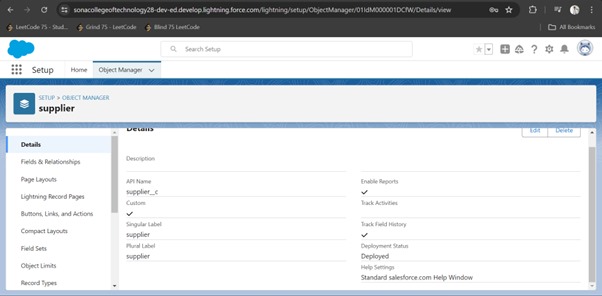 sonacollegeoftechnology28-dev-ed.develop.lightning.force.com/lightning/setup/ObjectManager/01IdM000001DCfW/Details/view
LeetCode 75 - Stud... Grind 75 - LeetCode Blind 75 LeetCode All Bookmarks
Search Setup
Setup Home Object Manager
SETUP > OBJECT MANAGER
supplier
Details
Fields & Relationships
Page Layouts
Lightning Record Pages
Buttons, Links, and Actions
Compact Layouts
Field Sets
Object Limits
Record Types
Details Edit Delete
Description
API Name Enable Reports
supplier__c
Custom Track Activities
Singular Label Track Field History
supplier
Plural Label Deployment Status
supplier Deployed
Help Settings
Standard salesforce.com Help Window